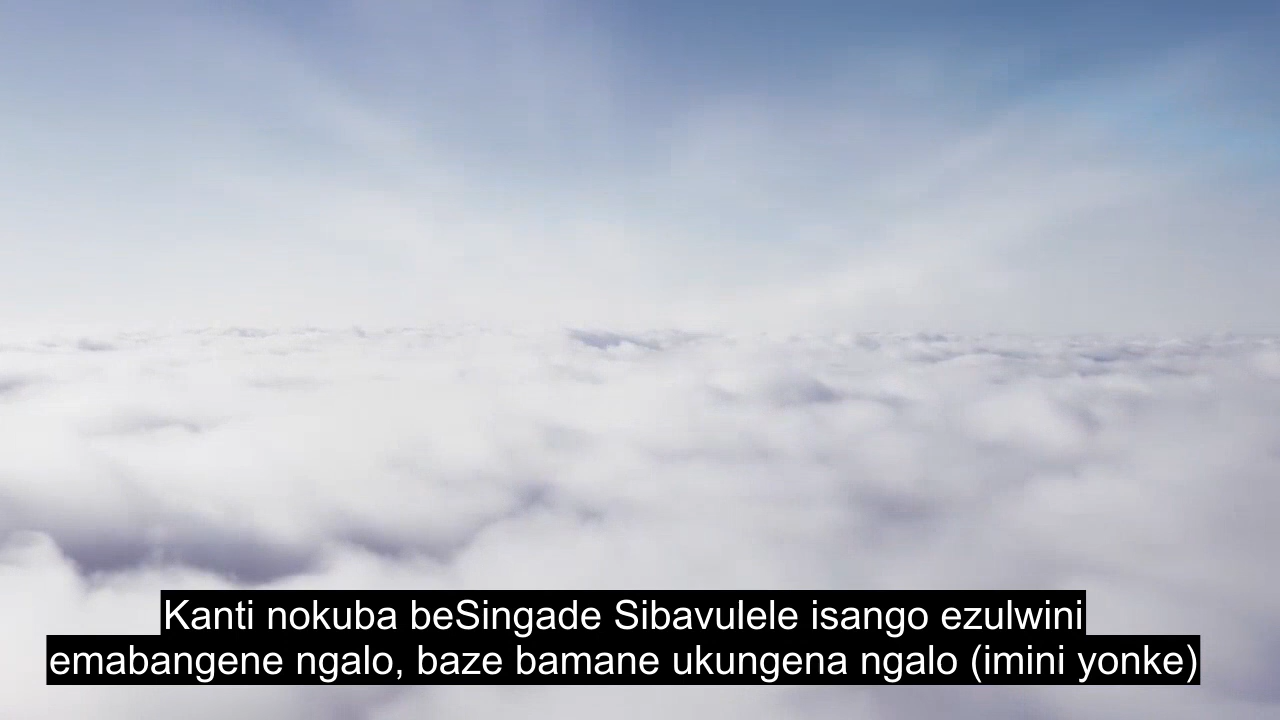 Kanti nokuba beSingade Sibavulele isango ezulwini
emabangene ngalo, baze bamane ukungena ngalo (imini yonke)